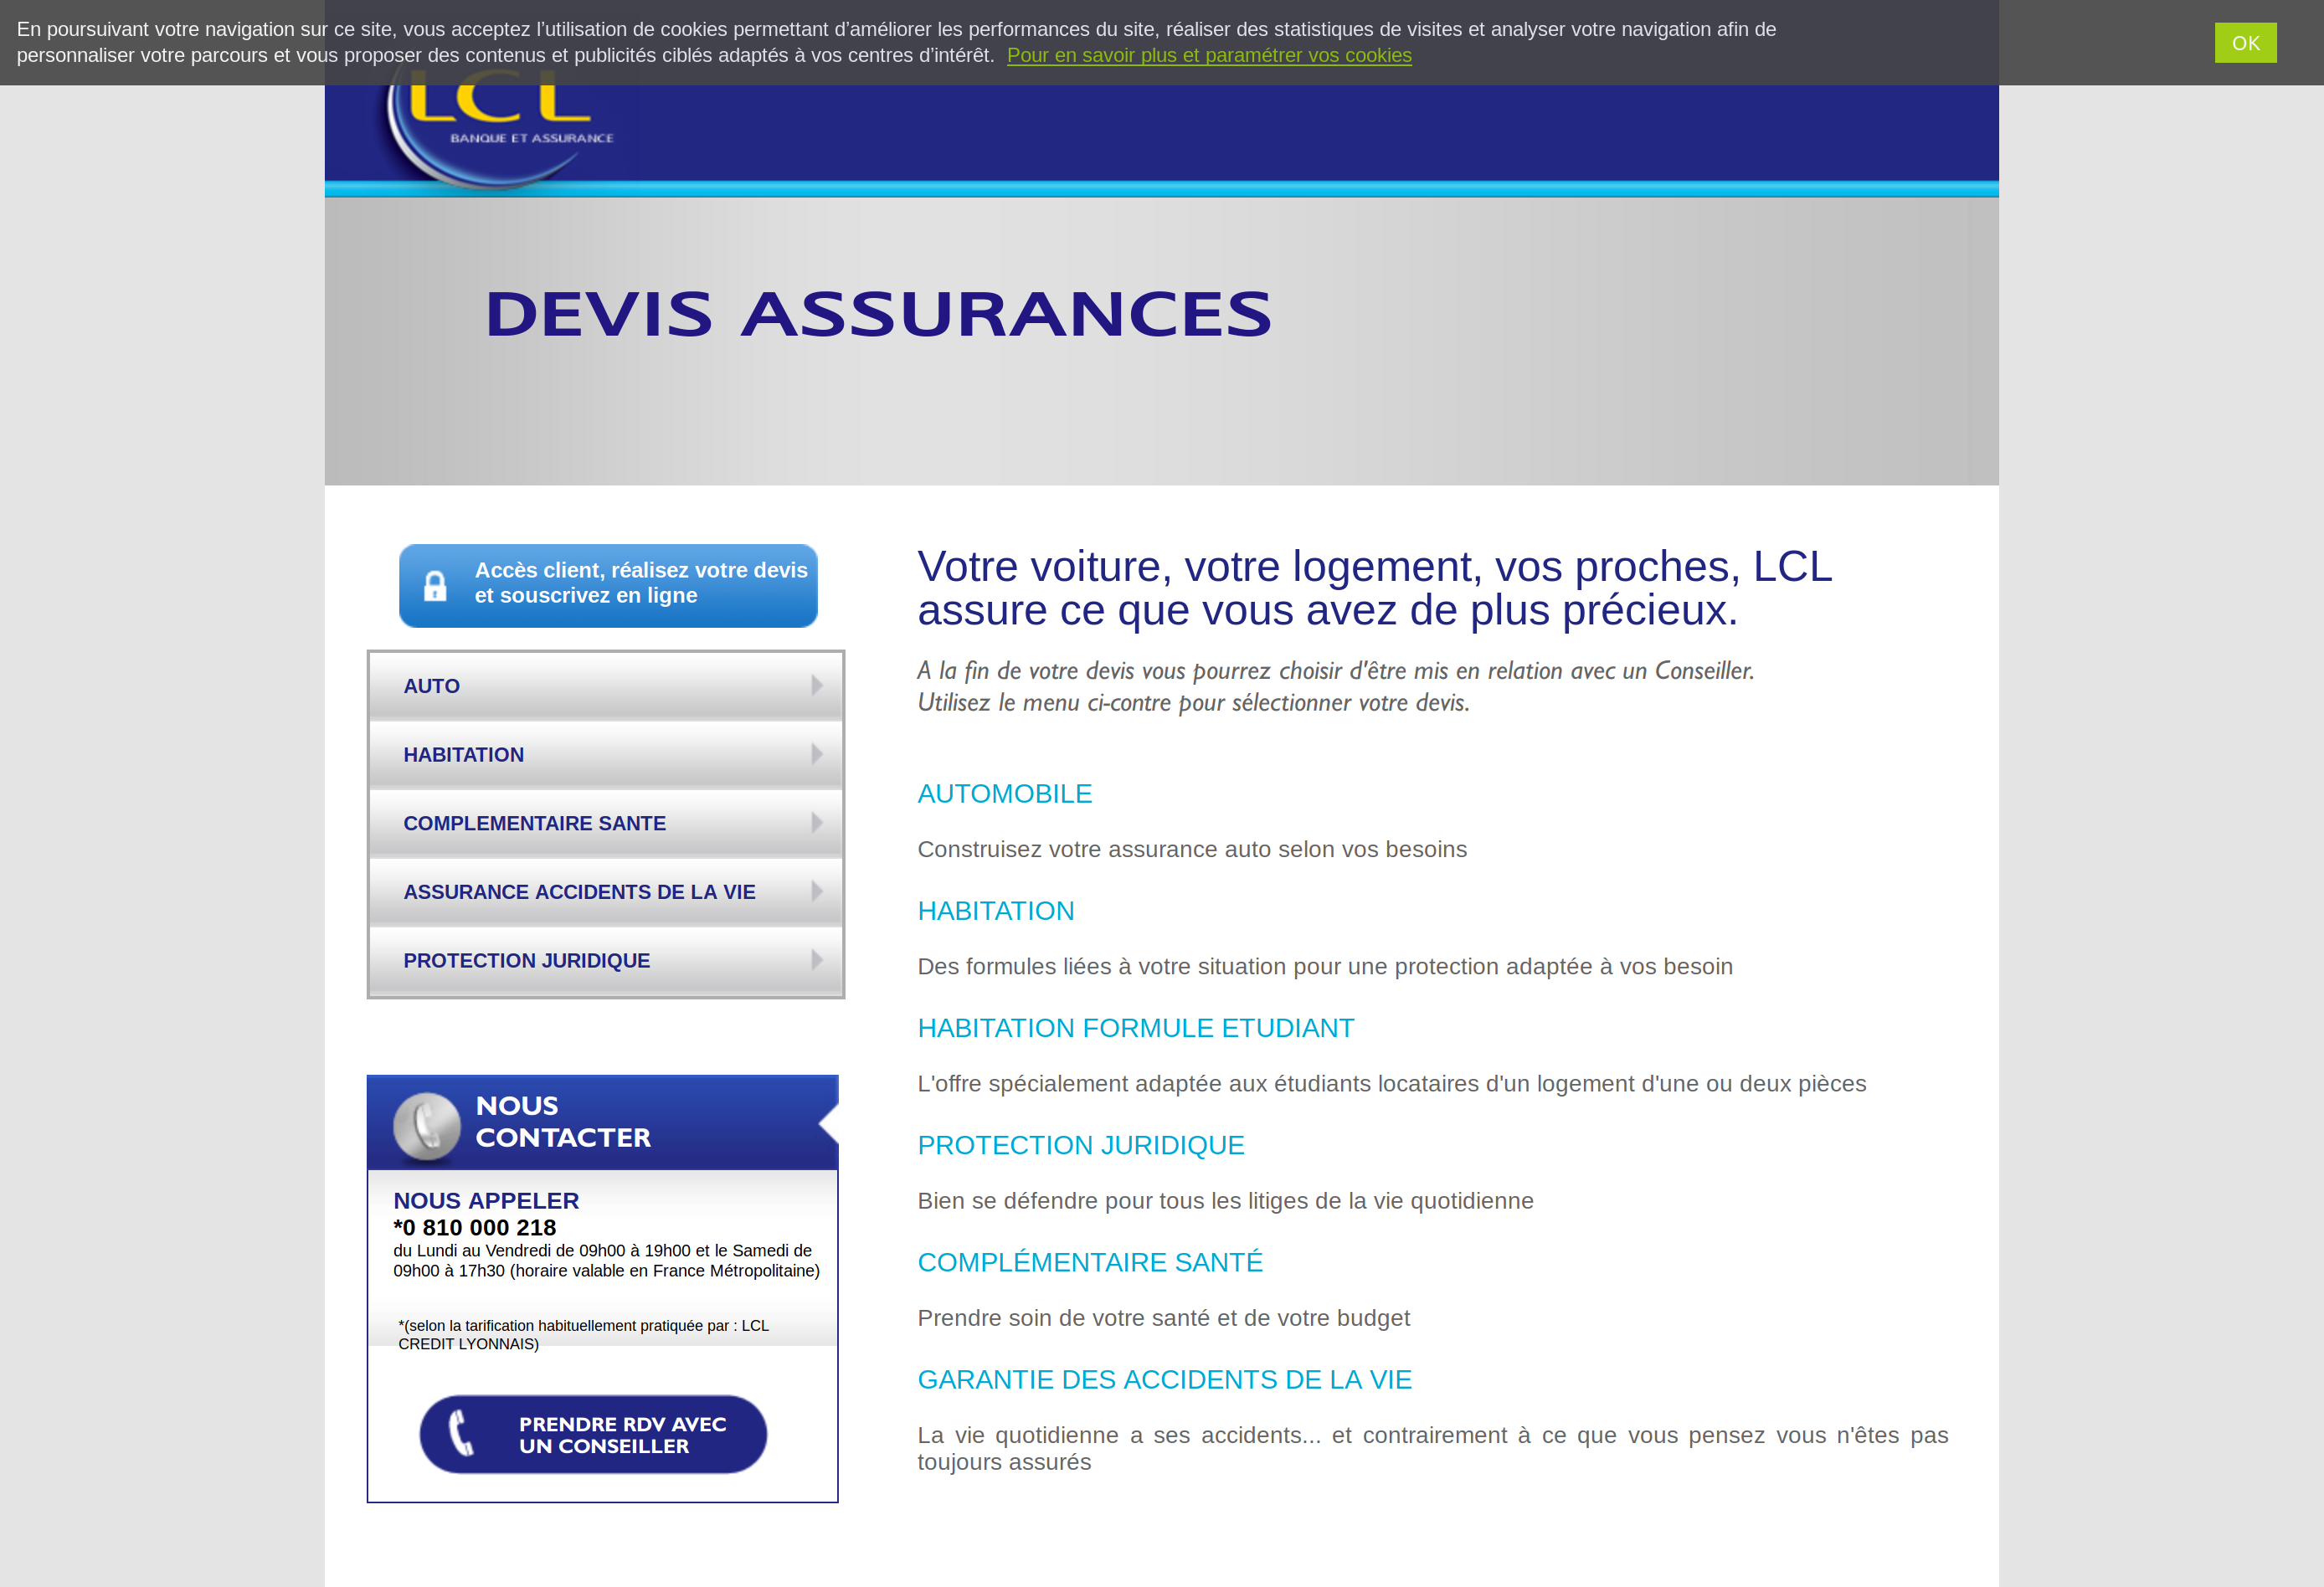 En poursuivant votre navigation sur ce site, vous acceptez l’utilisation de cookies permettant d’améliorer les performances du site, réaliser des statistiques de visites et analyser votre navigation afin de
personnaliser votre parcours et vous proposer des contenus et publicités ciblés adaptés à vos centres d’intérêt. Pour en savoir plus et paramétrer vos cookies
OK
LCL
BANQUE ET ASSURANCE
DEVIS ASSURANCES
Accès client, réalisez votre devis
et souscrivez en ligne
AUTO
HABITATION
COMPLEMENTAIRE SANTE
ASSURANCE ACCIDENTS DE LA VIE
PROTECTION JURIDIQUE
NOUS
CONTACTER
NOUS APPELER
*0 810 000 218
du Lundi au Vendredi de 09h00 à 19h00 et le Samedi de
09h00 à 17h30 (horaire valable en France Métropolitaine)
*(selon la tarification habituellement pratiquée par : LCL
CREDIT LYONNAIS)
PRENDRE RDV AVEC
UN CONSEILLER
Votre voiture, votre logement, vos proches, LCL
assure ce que vous avez de plus précieux.
A la fin de votre devis vous pourrez choisir d'être mis en relation avec un Conseiller.
Utilisez le menu ci-contre pour sélectionner votre devis.
AUTOMOBILE
Construisez votre assurance auto selon vos besoins
HABITATION
Des formules liées à votre situation pour une protection adaptée à vos besoin
HABITATION FORMULE ETUDIANT
L'offre spécialement adaptée aux étudiants locataires d'un logement d'une ou deux pièces
PROTECTION JURIDIQUE
Bien se défendre pour tous les litiges de la vie quotidienne
COMPLÉMENTAIRE SANTÉ
Prendre soin de votre santé et de votre budget
GARANTIE DES ACCIDENTS DE LA VIE
La vie quotidienne a ses accidents... et contrairement à ce que vous pensez vous n'êtes pas
toujours assurés